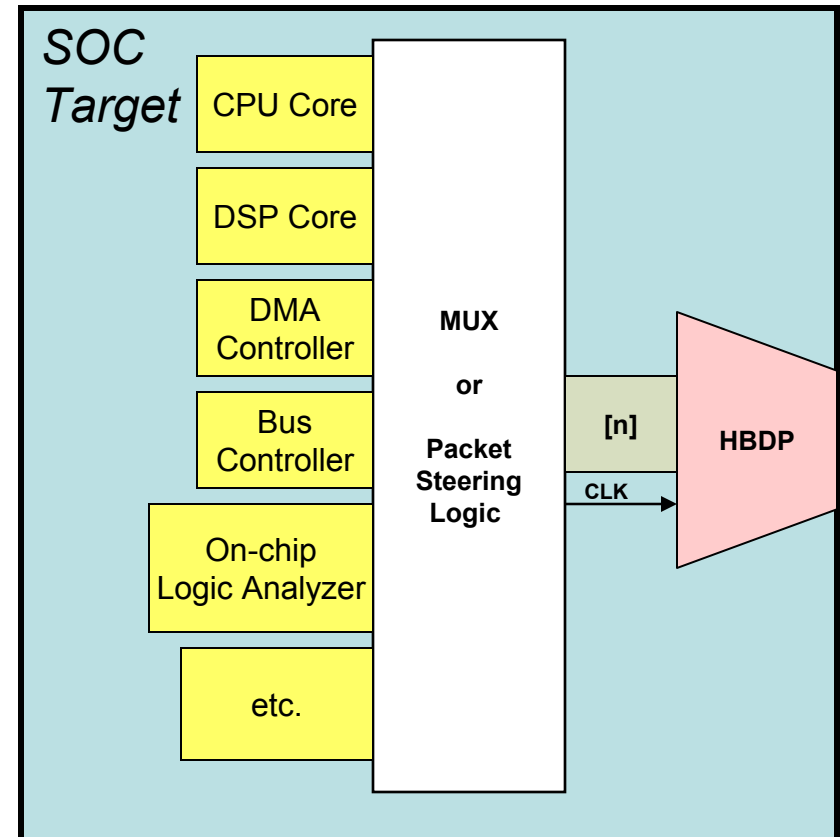 SOC
Target
CPU Core
DSP Core
DMA
Controller
Bus
Controller
On-chip
Logic Analyzer
etc.
MUX
or
Packet
Steering
Logic
[n]
CLK
HBDP